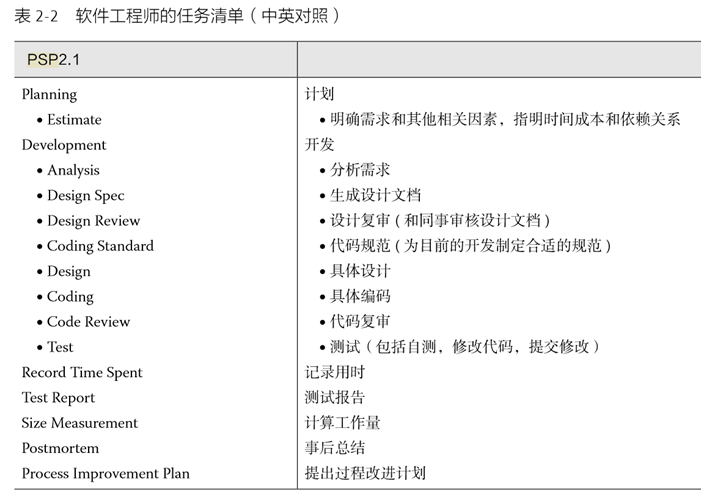 表 2-2 软件工程师的任务清单（中英对照）
PSP2.1
Planning 计划
• Estimate • 明确需求和其他相关因素，指明时间成本和依赖关系
Development 开发
• Analysis • 分析需求
• Design Spec • 生成设计文档
• Design Review • 设计复审（和同事审核设计文档）
• Coding Standard • 代码规范（为目前的开发制定合适的规范）
• Design • 具体设计
• Coding • 具体编码
• Code Review • 代码复审
• Test • 测试（包括自测，修改代码，提交修改）
Record Time Spent 记录用时
Test Report 测试报告
Size Measurement 计算工作量
Postmortem 事后总结
Process Improvement Plan 提出过程改进计划